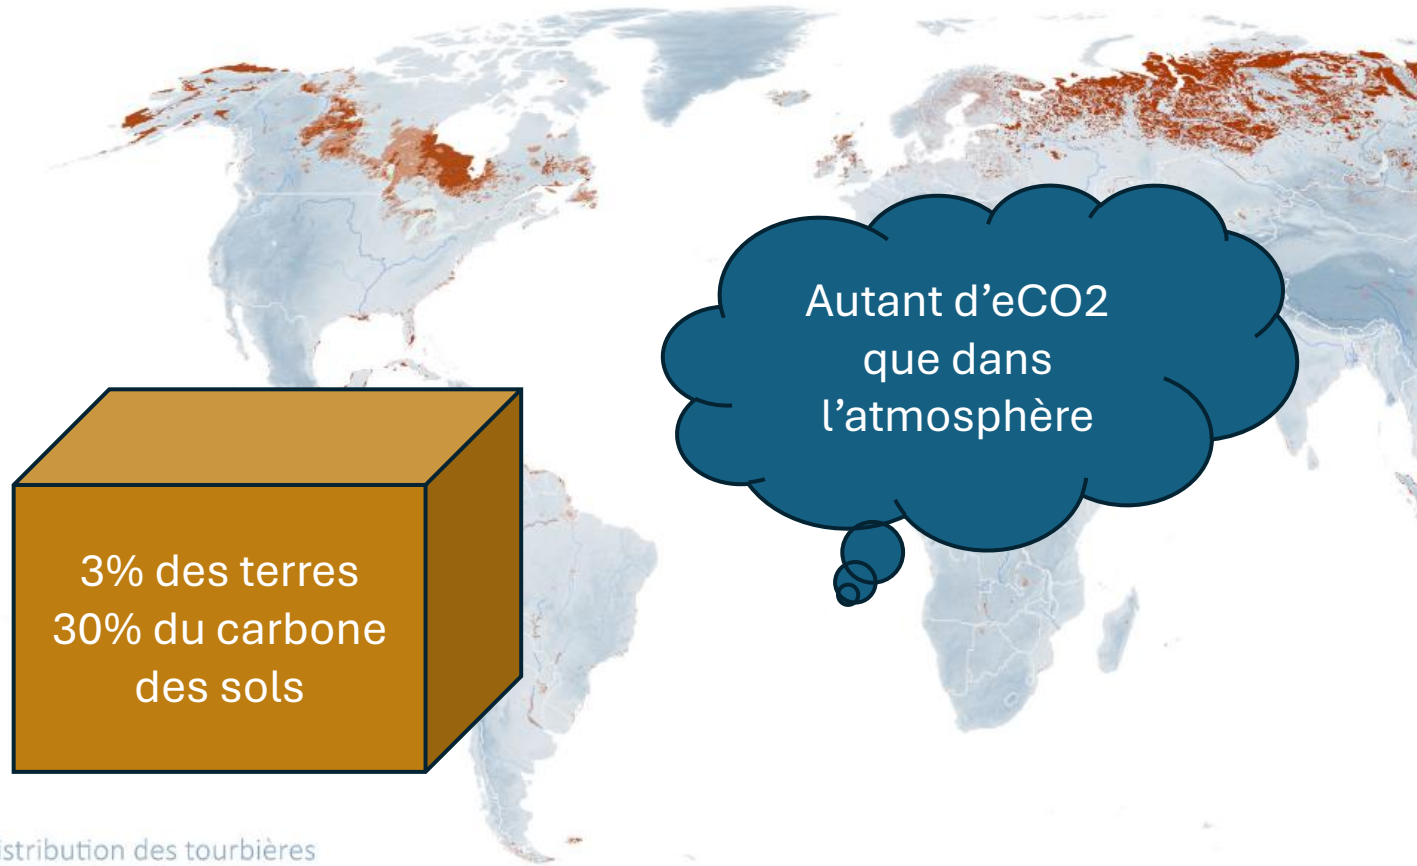 Autant d’eCO2
que dans
l’atmosphère
3% des terres
30% du carbone
des sols
istribution des tourbières